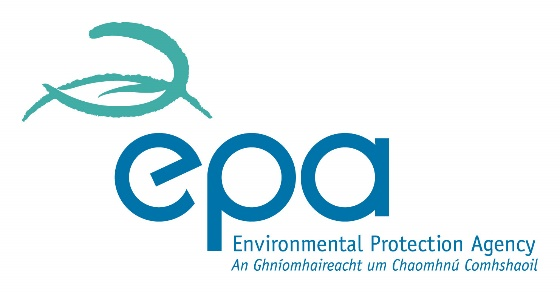 epa
Environmental Protection Agency
An Ghníomhaireacht um Chaomhnú Comhshaoil